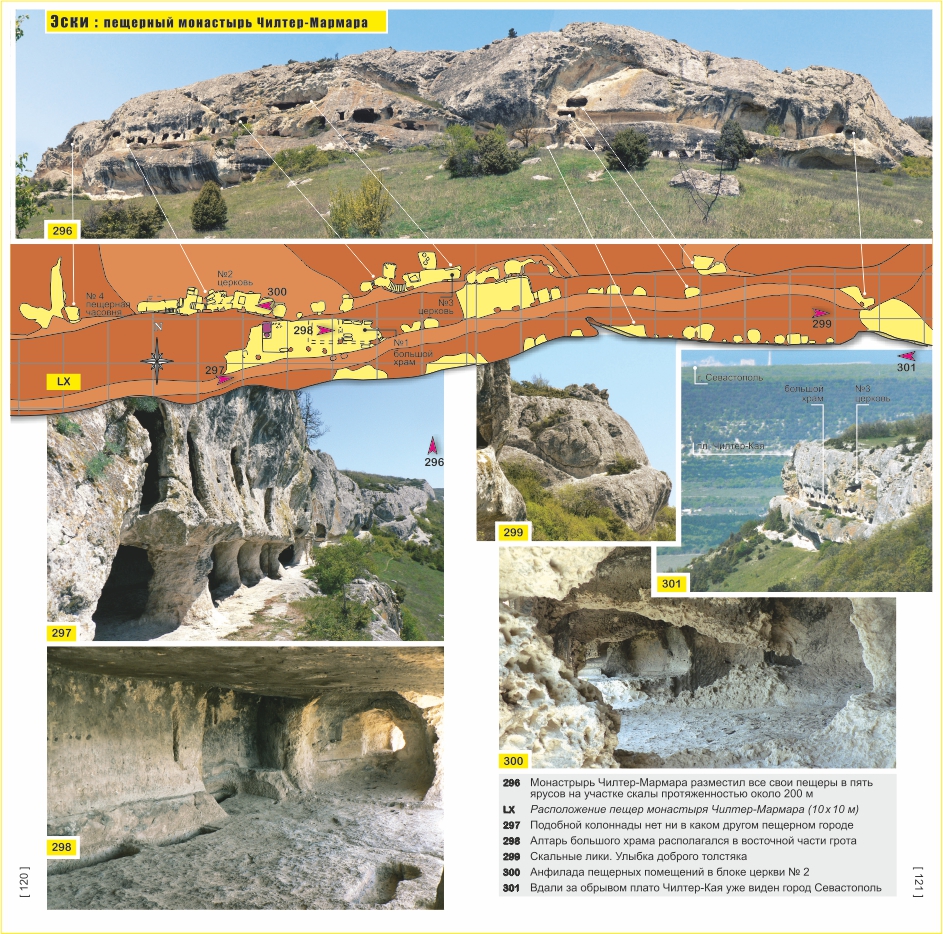 Эски : пещерный монастырь Чилтер-Мармара
296
№ 4
пещерная
часовня
№2
церковь
300
№3
церковь
298
№1
большой
храм
299
297
N
LX
301
Севастополь
большой
храм
№3
церковь
пл. Чилтер-Кая
296
299
301
297
300
298
296 Монастрырь Чилтер-Мармара разместил все свои пещеры в пять
ярусов на участке скалы протяженностью около 200 м
LX Расположение пещер монастыря Чилтер-Мармара (10 x 10 м)
297 Подобной колоннады нет ни в каком другом пещерном городе
298 Алтарь большого храма располагался в восточной части грота
299 Скальные лики. Улыбка доброго толстяка
300 Анфилада пещерных помещений в блоке церкви № 2
301 Вдали за обрывом плато Чилтер-Кая уже виден город Севастополь
[ 120 ]
[ 121 ]